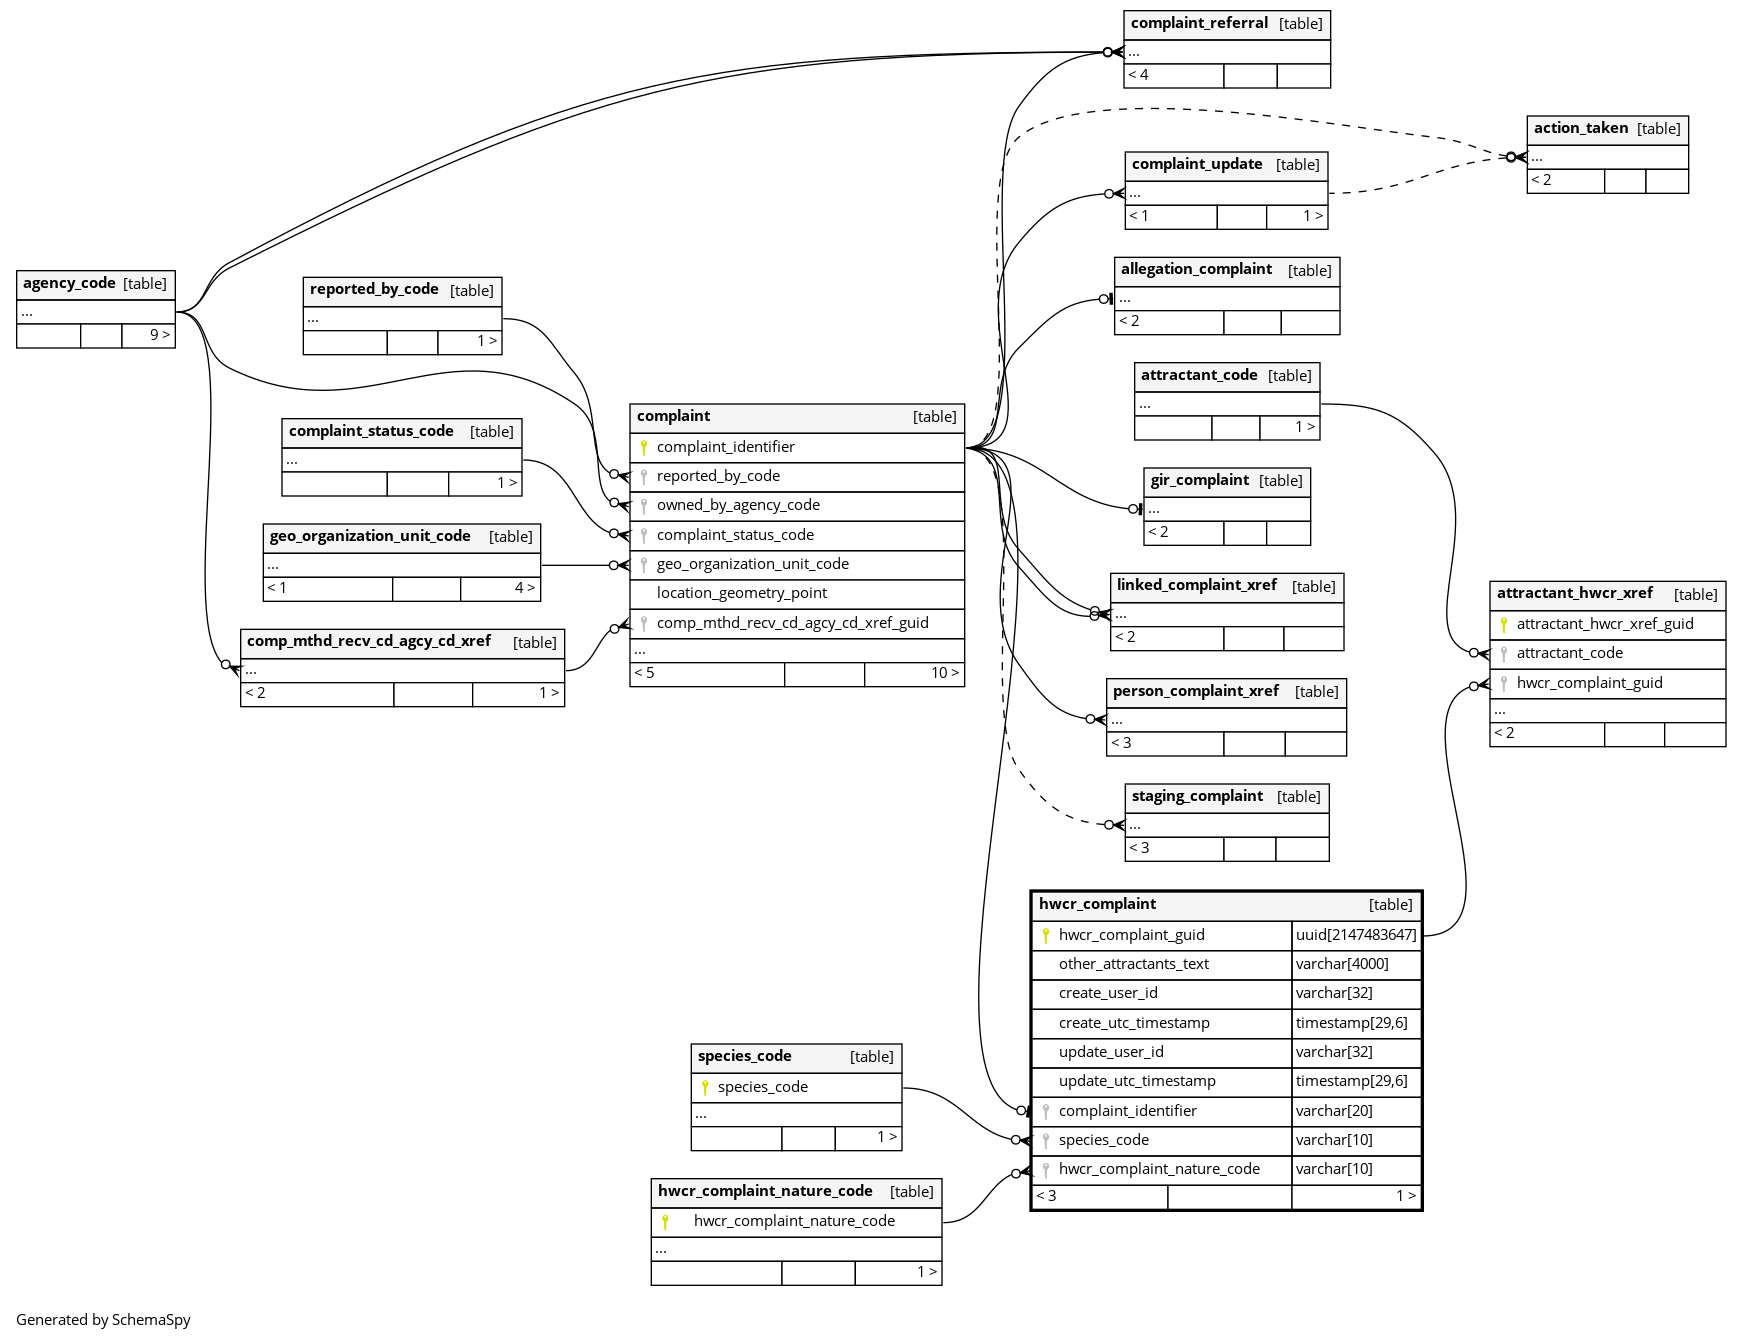 complaint_referral [table]
...
< 4
action_taken [table]
...
< 2
complaint_update [table]
...
< 1 1 >
allegation_complaint [table]
...
< 2
agency_code [table]
...
9 >
reported_by_code [table]
...
1 >
attractant_code [table]
...
1 >
complaint_status_code [table]
...
1 >
complaint [table]
complaint_identifier
reported_by_code
owned_by_agency_code
complaint_status_code
geo_organization_unit_code
location_geometry_point
comp_mthd_recv_cd_agcy_cd_xref_guid
...
< 5 10 >
gir_complaint [table]
...
< 2
geo_organization_unit_code [table]
...
< 1 4 >
linked_complaint_xref [table]
...
< 2
attractant_hwcr_xref [table]
attractant_hwcr_xref_guid
attractant_code
hwcr_complaint_guid
...
< 2
comp_mthd_recv_cd_agcy_cd_xref [table]
...
< 2 1 >
person_complaint_xref [table]
...
< 3
staging_complaint [table]
...
< 3
hwcr_complaint [table]
hwcr_complaint_guid uuid[2147483647]
other_attractants_text varchar[4000]
create_user_id varchar[32]
create_utc_timestamp timestamp[29,6]
update_user_id varchar[32]
update_utc_timestamp timestamp[29,6]
complaint_identifier varchar[20]
species_code varchar[10]
hwcr_complaint_nature_code varchar[10]
< 3 1 >
species_code [table]
species_code
...
1 >
hwcr_complaint_nature_code [table]
hwcr_complaint_nature_code
...
1 >
Generated by SchemaSpy